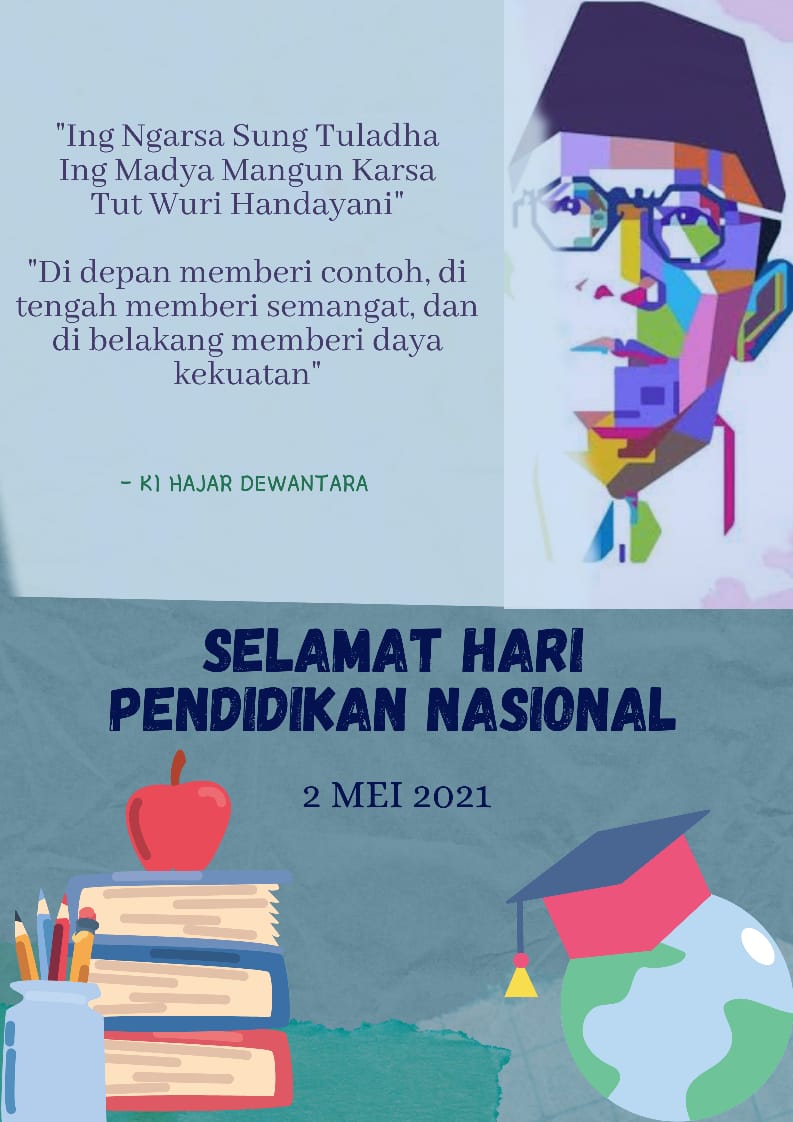 "Ing Ngarsa Sung Tuladha
Ing Madya Mangun Karsa
Tut Wuri Handayani"
"Di depan memberi contoh, di
tengah memberi semangat, dan
di belakang memberi daya
kekuatan"
- KI HAJAR DEWANTARA
SELAMAT HARI
PENDIDIKAN NASIONAL
2 MEI 2021